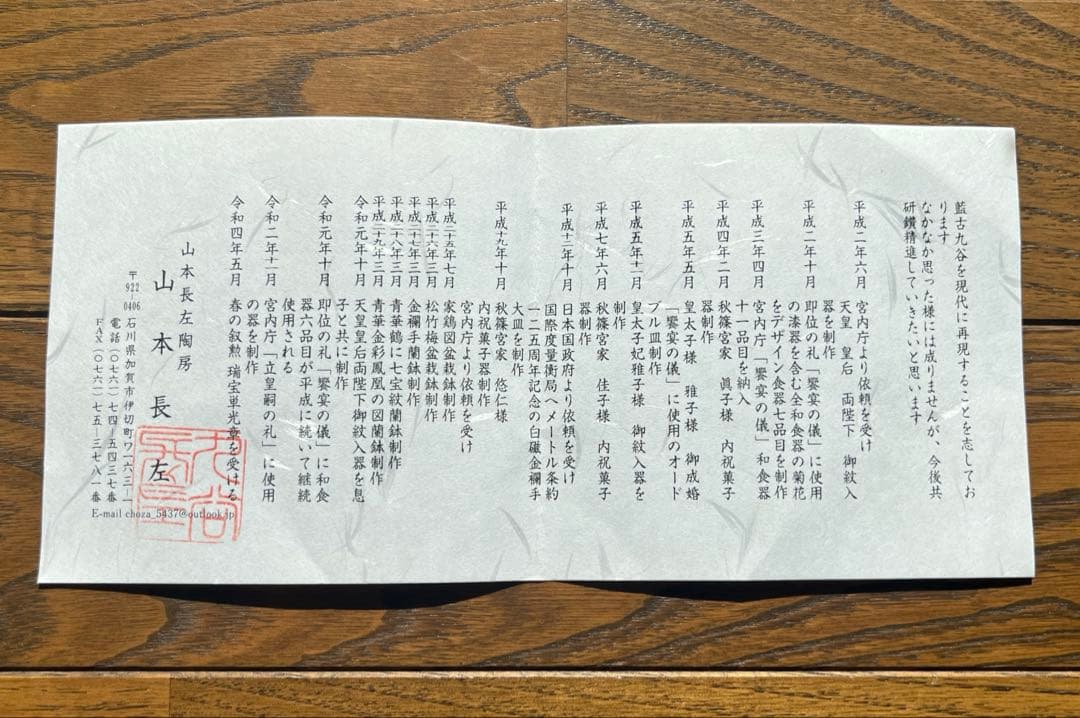 藍古九谷を現代に再現することを志してお
ります
なかなか思った様には成りませんが、今後共
研鑽精進していきたいと思います
平成二年六月 宮内庁より依頼を受け
天皇 皇后 両陛下 御紋入
器を制作
平成二年十月 即位の礼「饗宴の儀」に使用
の漆器を含む全和食器の菊花
をデザイン食器七品目を制作
平成三年四月 宮内庁「饗宴の儀」和食器
十一品目を納入
平成四年二月 秋篠宮家 眞子様 内祝菓子
器制作
平成五年五月 皇太子様 雅子様 御成婚
「饗宴の儀」に使用のオード
ブル皿制作
平成五年十一月 皇太子妃雅子様 御紋入器を
制作
平成七年六月 秋篠宮家 佳子様 内祝菓子
器制作
平成十二年十月 日本国政府より依頼を受け
国際度量衡局へメートル条約
一二五周年記念の白磁金襴手
大皿を制作
平成十九年十月 秋篠宮家 悠仁様
内祝菓子器制作
宮内庁より依頼を受け
平成二十五年七月 家鶏図盆栽鉢制作
平成二十六年三月 松竹梅盆栽鉢制作
平成二十七年三月 金襴手蘭鉢制作
平成二十八年三月 青華鶴に七宝紋蘭鉢制作
平成二十九年三月 青華金彩鳳凰の図蘭鉢制作
令和元年十月 天皇皇后両陛下御紋入器を息
子と共に制作
令和元年十月 即位の礼「饗宴の儀」に和食
器六品目が平成に続いて継続
使用される
令和二年十一月 宮内庁「立皇嗣の礼」に使用
の器を制作
令和四年五月 春の叙勲 瑞宝単光章を受ける
山本長左陶房
山本長左
〒922-0406 石川県加賀市伊切町ワ一六三ー一
電話(〇七六一)七四ー五四三七番
FAX(〇七六一)七五ー三七八一番
E-mail choza_5437@outlook.jp